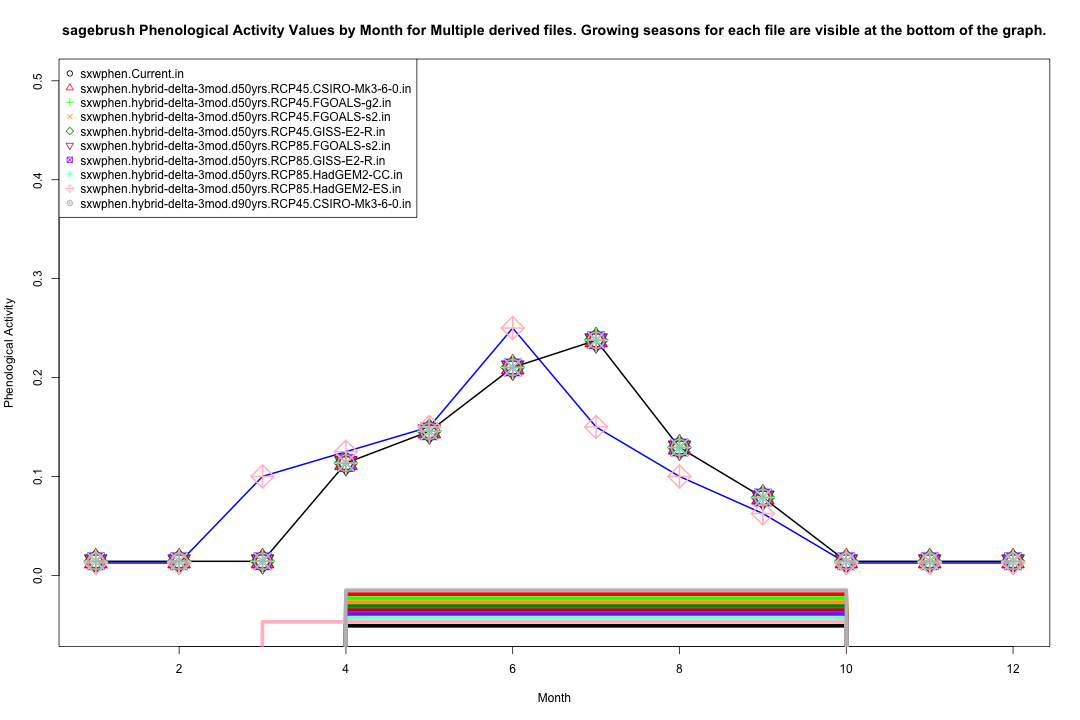 sagebrush Phenological Activity Values by Month for Multiple derived files. Growing seasons for each file are visible at the bottom of the graph.
sxwphen.Current.in
sxwphen.hybrid-delta-3mod.d50yrs.RCP45.CSIRO-Mk3-6-0.in
sxwphen.hybrid-delta-3mod.d50yrs.RCP45.FGOALS-g2.in
sxwphen.hybrid-delta-3mod.d50yrs.RCP45.FGOALS-s2.in
sxwphen.hybrid-delta-3mod.d50yrs.RCP45.GISS-E2-R.in
sxwphen.hybrid-delta-3mod.d50yrs.RCP85.FGOALS-s2.in
sxwphen.hybrid-delta-3mod.d50yrs.RCP85.GISS-E2-R.in
sxwphen.hybrid-delta-3mod.d50yrs.RCP85.HadGEM2-CC.in
sxwphen.hybrid-delta-3mod.d50yrs.RCP85.HadGEM2-ES.in
sxwphen.hybrid-delta-3mod.d90yrs.RCP45.CSIRO-Mk3-6-0.in
0.5
0.4
0.3
0.2
0.1
0.0
Phenological Activity
2 4 6 8 10 12
Month